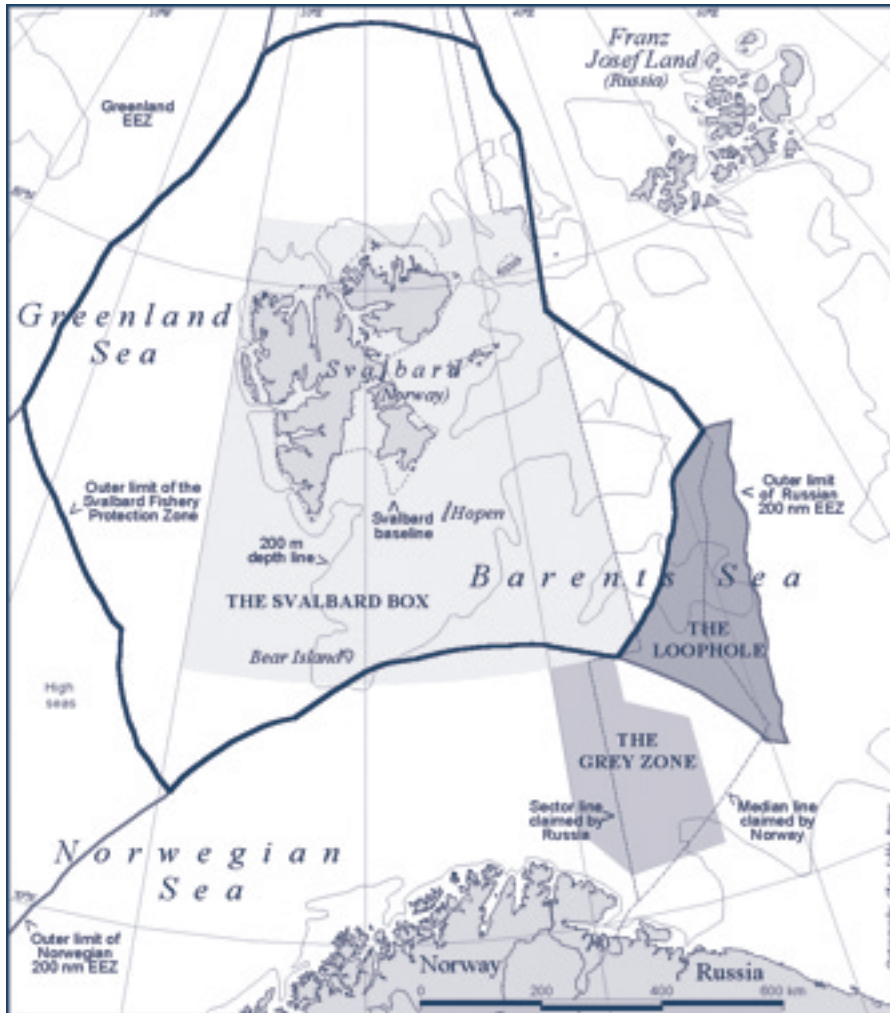 Franz
Josef Land
(Russia)
Greenland
EEZ
Greenland
Sea
Svalbard
(Norway)
Outer limit of the
Svalbard Fishery
Protection Zone
Outer limit
of Russian
200 nm EEZ
Svalbard
baseline
Hopen
200 m
depth line
Barents Sea
THE SVALBARD BOX
THE
LOOPHOLE
Bear Island
High
seas
THE
GREY ZONE
Sector line
claimed by
Russia
Median line
claimed by
Norway
Norwegian
Sea
Outer limit of
Norwegian
200 nm EEZ
Norway
Russia
0 200 400 600 km